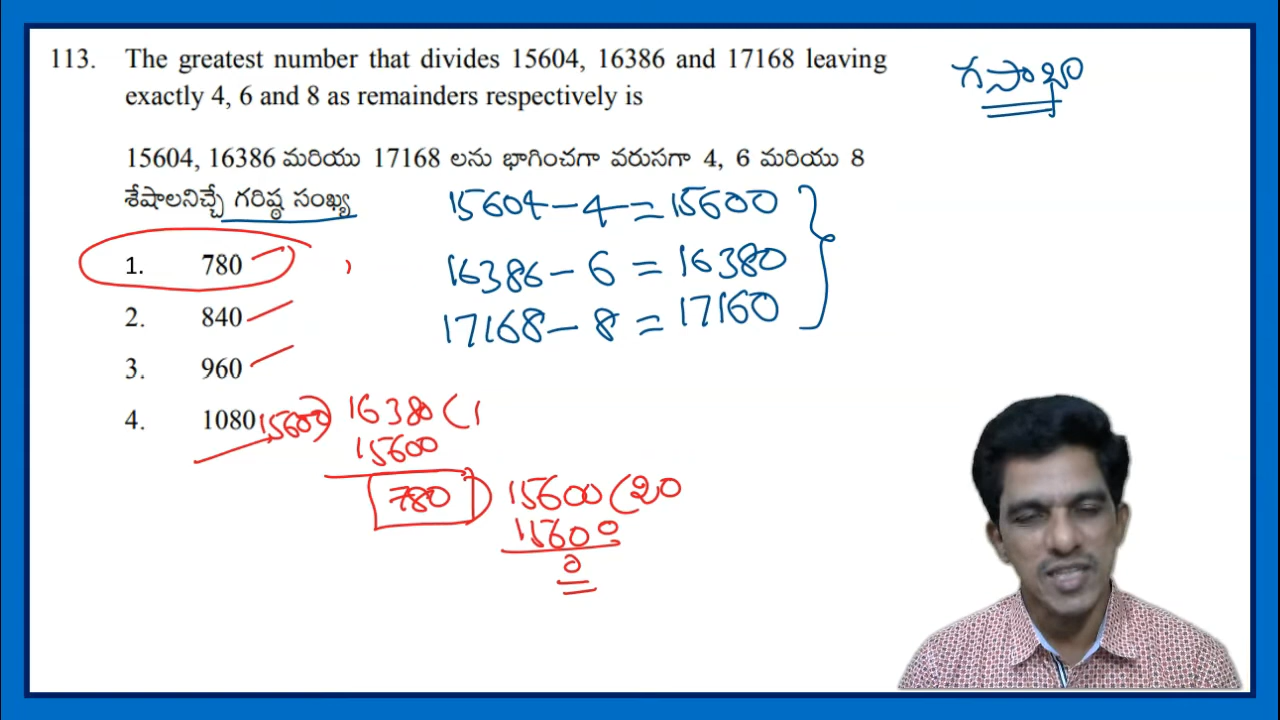 113. The greatest number that divides 15604, 16386 and 17168 leaving
exactly 4, 6 and 8 as remainders respectively is
గసాభా
15604, 16386 మరియు 17168 లను భాగించగా వరుసగా 4, 6 మరియు 8
శేషాలనిచ్చే గరిష్ఠ సంఖ్య
15604 - 4 = 15600
1. 780
16386 - 6 = 16380
2. 840
17168 - 8 = 17160
3. 960
4. 1080
15600) 16380 (1
15600
780) 15600 (20
15600
0